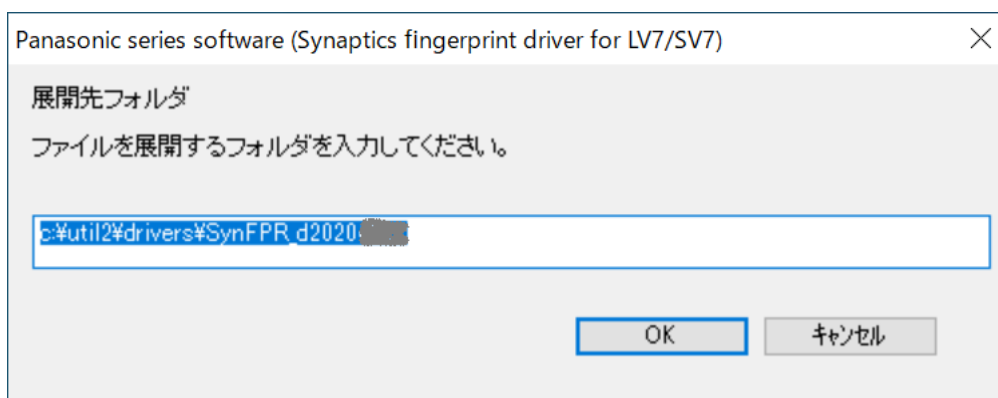 Panasonic series software (Synaptics fingerprint driver for LV7/SV7)
展開先フォルダ
ファイルを展開するフォルダを入力してください。
c:¥util2¥drivers¥SynFPR_d2020
OK
キャンセル